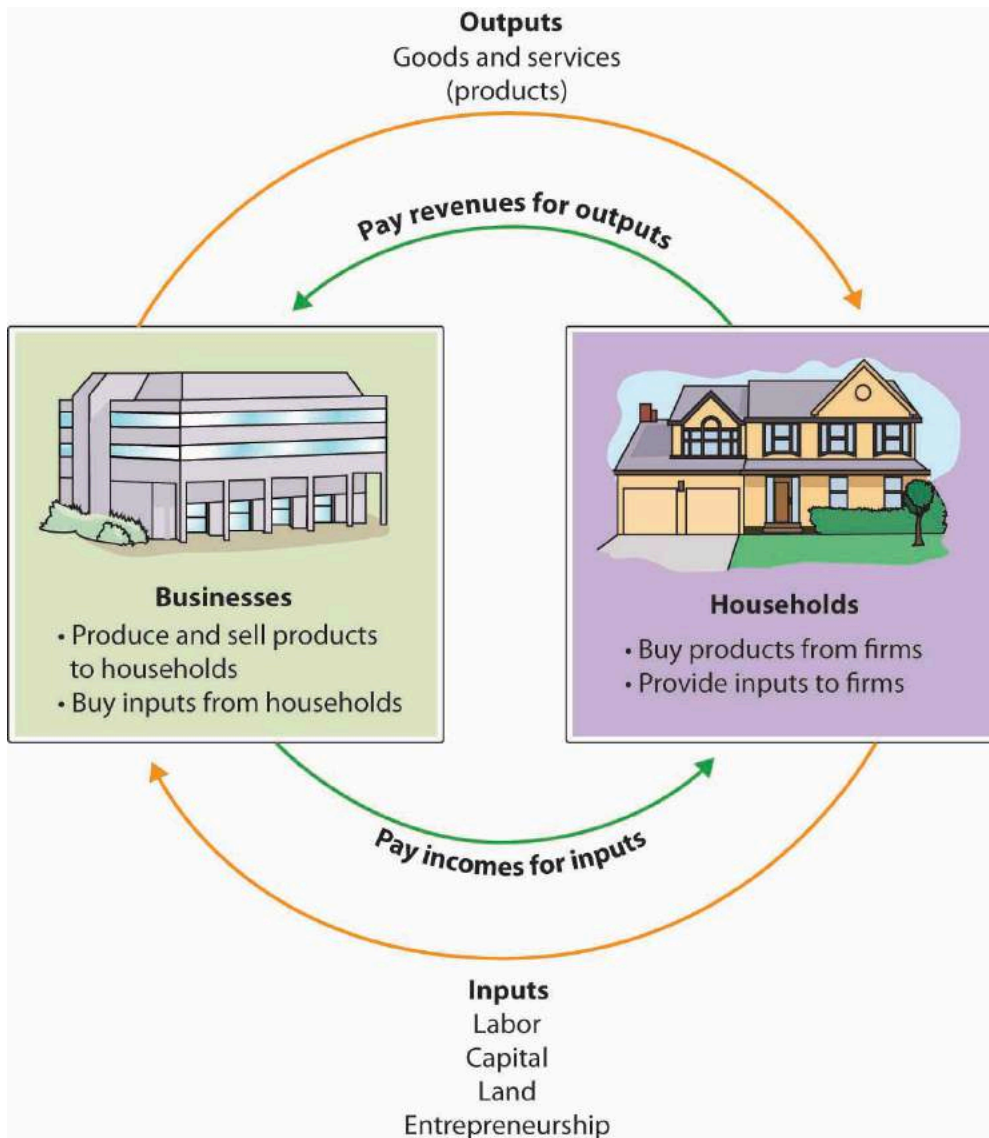 Outputs
Goods and services
(products)
Pay revenues for outputs
Businesses
• Produce and sell products
to households
• Buy inputs from households
Households
• Buy products from firms
• Provide inputs to firms
Pay incomes for inputs
Inputs
Labor
Capital
Land
Entrepreneurship